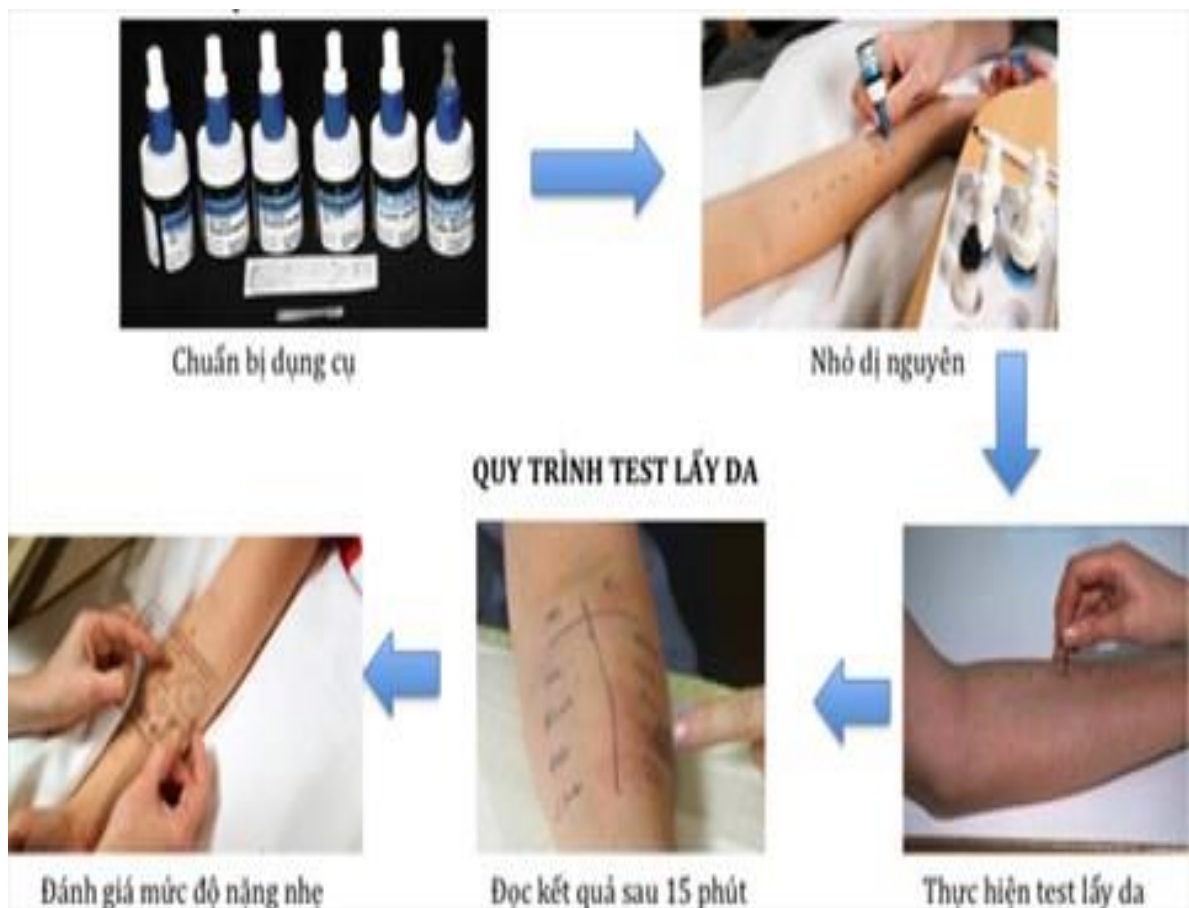 Chuẩn bị dụng cụ
Nhỏ dị nguyên
QUY TRÌNH TEST LẤY DA
Đánh giá mức độ nặng nhẹ
Đọc kết quả sau 15 phút
Thực hiện test lẩy da